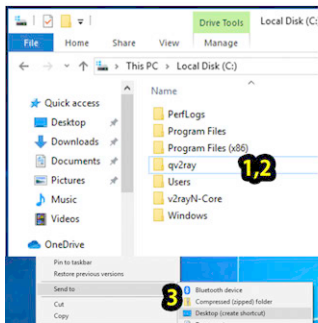 Drive Tools Local Disk (C:)
File Home Share View Manage
This PC > Local Disk (C:)
Name
Quick access
Desktop
Downloads
Documents
Pictures
Music
Videos
OneDrive
PerfLogs
Program Files
Program Files (x86)
qv2ray
1,2
Users
v2rayN-Core
Windows
Pin to taskbar
Restore previous versions
Send to
Cut
Copy
3
Bluetooth device
Compressed (zipped) folder
Desktop (create shortcut)